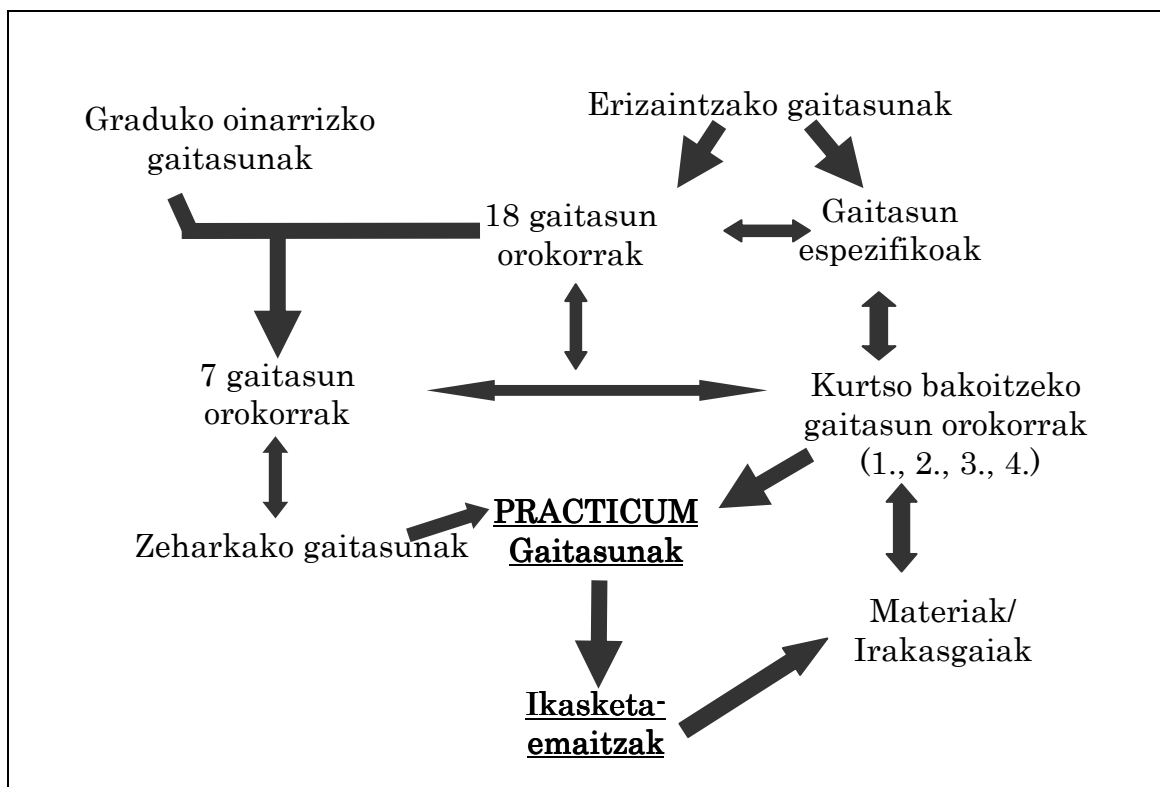 Graduko oinarrizko
gaitasunak
Erizaintzako gaitasunak
18 gaitasun
orokorrak
Gaitasun
espezifikoak
7 gaitasun
orokorrak
Kurtso bakoitzeko
gaitasun orokorrak
(1., 2., 3., 4.)
Zeharkako gaitasunak
PRACTICUM
Gaitasunak
Materiak/
Irakasgaiak
Ikasketa-
emaitzak